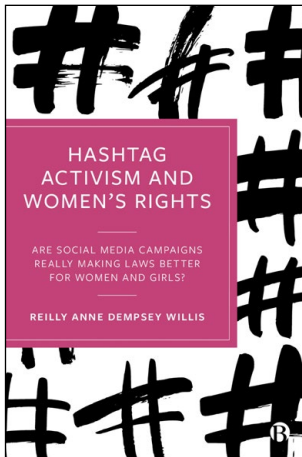 HASHTAG
ACTIVISM AND
WOMEN'S RIGHTS
ARE SOCIAL MEDIA CAMPAIGNS
REALLY MAKING LAWS BETTER
FOR WOMEN AND GIRLS?
REILLY ANNE DEMPSEY WILLIS
B